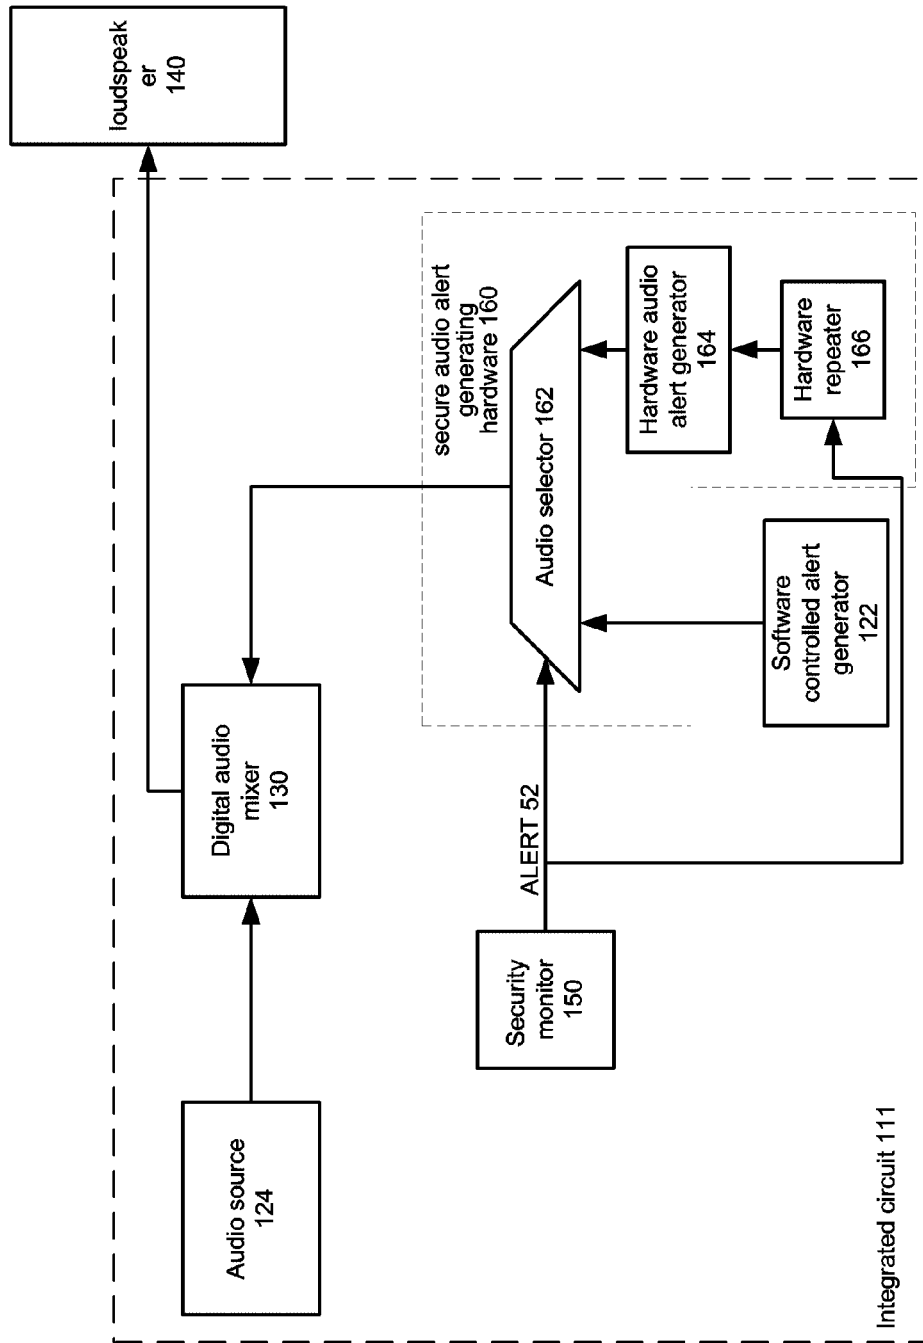 loudspeak
er
140
Digital audio
mixer
130
Audio source
124
secure audio alert
generating
hardware 160
Audio selector 162
Hardware audio
alert generator
164
Hardware
repeater
166
ALERT 52
Security
monitor
150
Software
controlled alert
generator
122
Integrated circuit 111